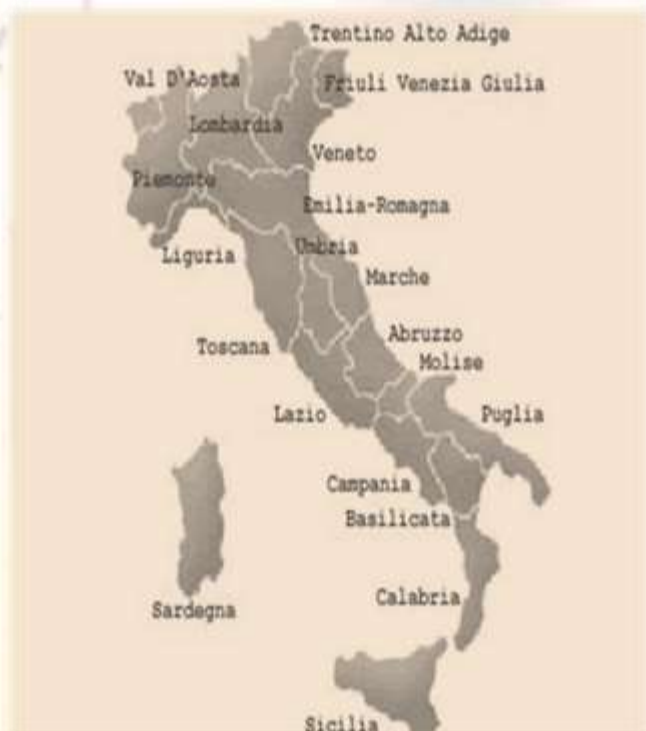 Trentino Alto Adige
Val D'Aosta
Friuli Venezia Giulia
Lombardia
Veneto
Piemonte
Emilia-Romagna
Umbria
Liguria
Marche
Abruzzo
Toscana
Molise
Lazio
Puglia
Campania
Basilicata
Calabria
Sardegna
Sicilia